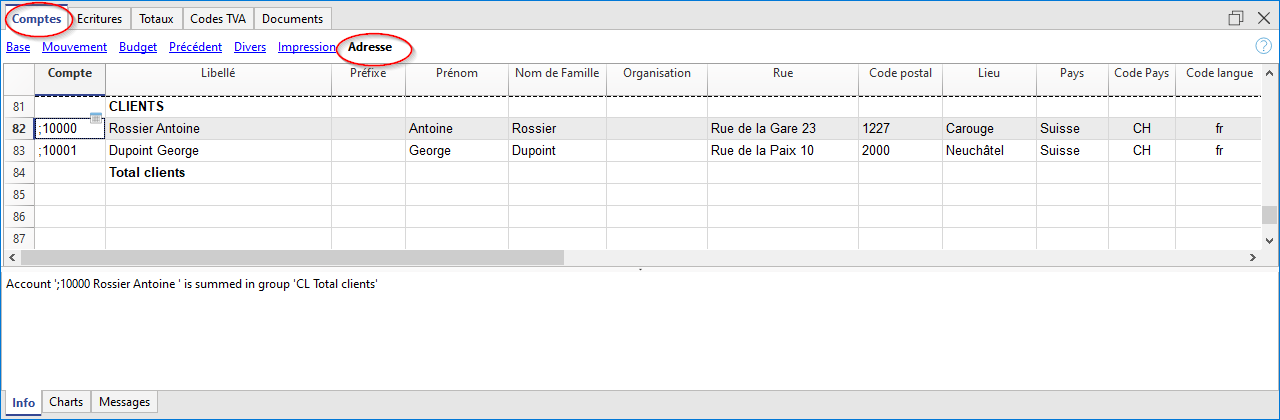 Comptes Ecritures Totaux Codes TVA Documents
Base Mouvement Budget Précédent Divers Impression Adresse
Compte Libellé Préfixe Prénom Nom de Famille Organisation Rue Code postal Lieu Pays Code Pays Code langue
81 CLIENTS
82 ;10000 Rossier Antoine Antoine Rossier Rue de la Gare 23 1227 Carouge Suisse CH fr
83 ;10001 Dupoint George George Dupoint Rue de la Paix 10 2000 Neuchâtel Suisse CH fr
84 Total clients
85
86
87
Account ';10000 Rossier Antoine ' is summed in group 'CL Total clients'
Info Charts Messages